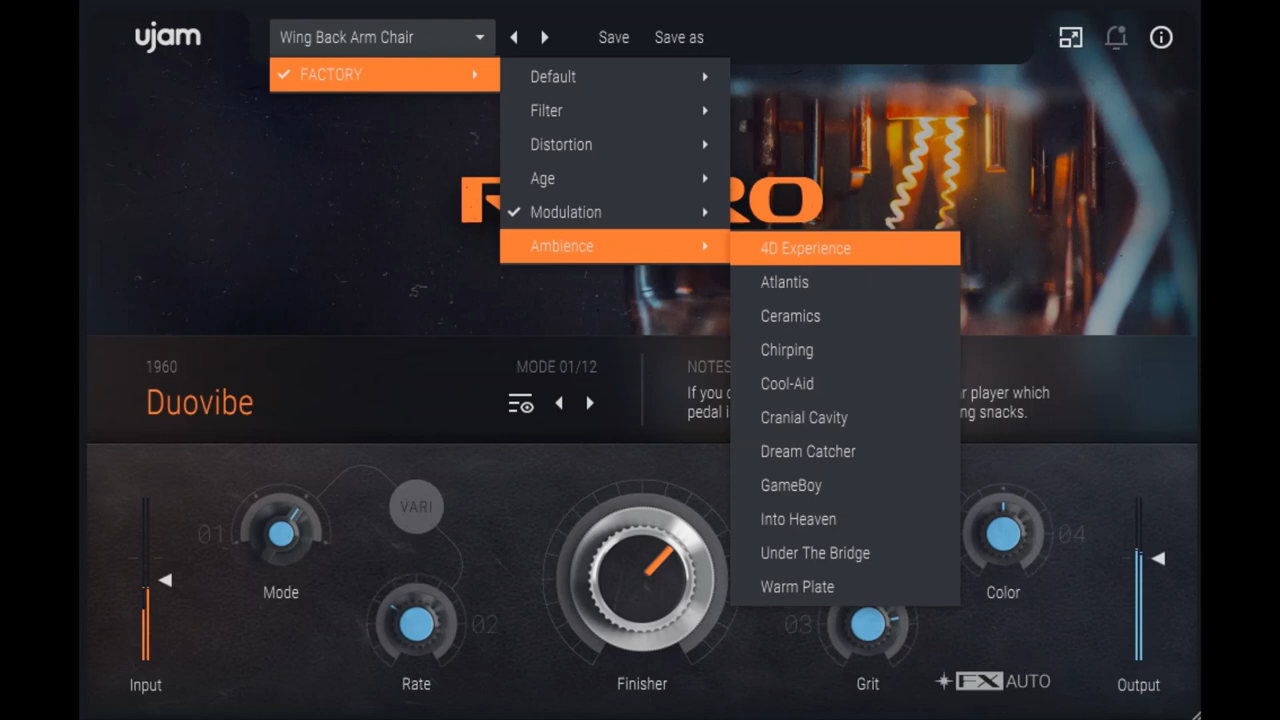 ujam
Wing Back Arm Chair
Save
Save as
FACTORY
Default
Filter
Distortion
Age
Modulation
Ambience
4D Experience
Atlantis
Ceramics
Chirping
Cool-Aid
Cranial Cavity
Dream Catcher
GameBoy
Into Heaven
Under The Bridge
Warm Plate
1960
Duovibe
MODE 01/12
NOTES
If you player which
pedal snacks.
01
Mode
VARI
02
Rate
Finisher
03
Grit
04
Color
Input
FX AUTO
Output